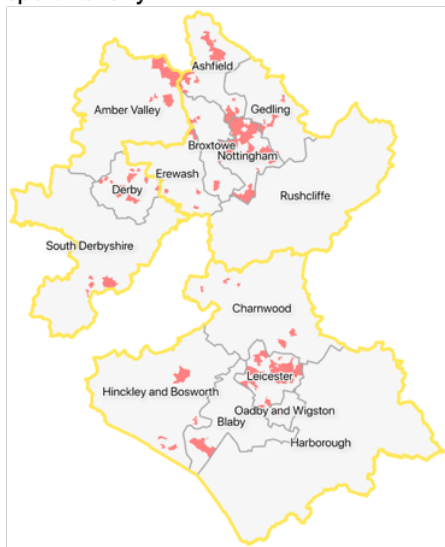 Ashfield
Amber Valley
Gedling
Broxtowe
Nottingham
Erewash
Derby
Rushcliffe
South Derbyshire
Charnwood
Leicester
Hinckley and Bosworth
Oadby and Wigston
Blaby
Harborough